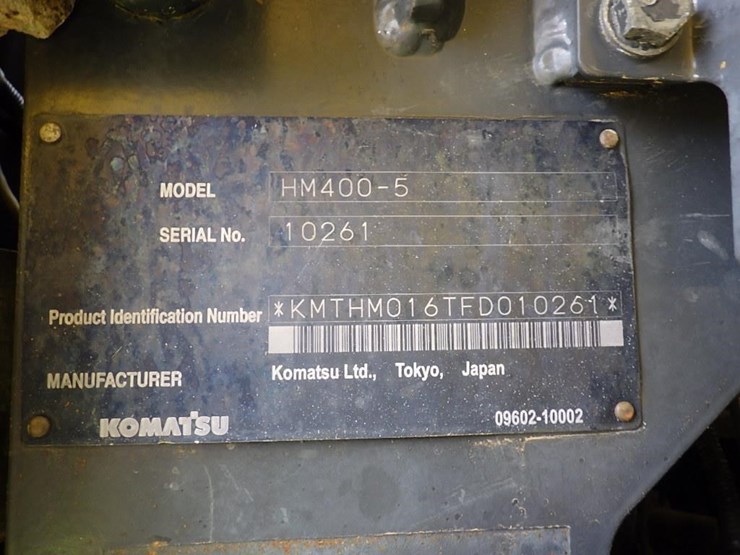 MODEL HM400-5
SERIAL No. 10261
Product Identification Number *KMTHM016TFD010261*
MANUFACTURER Komatsu Ltd., Tokyo, Japan
KOMATSU 09602-10002